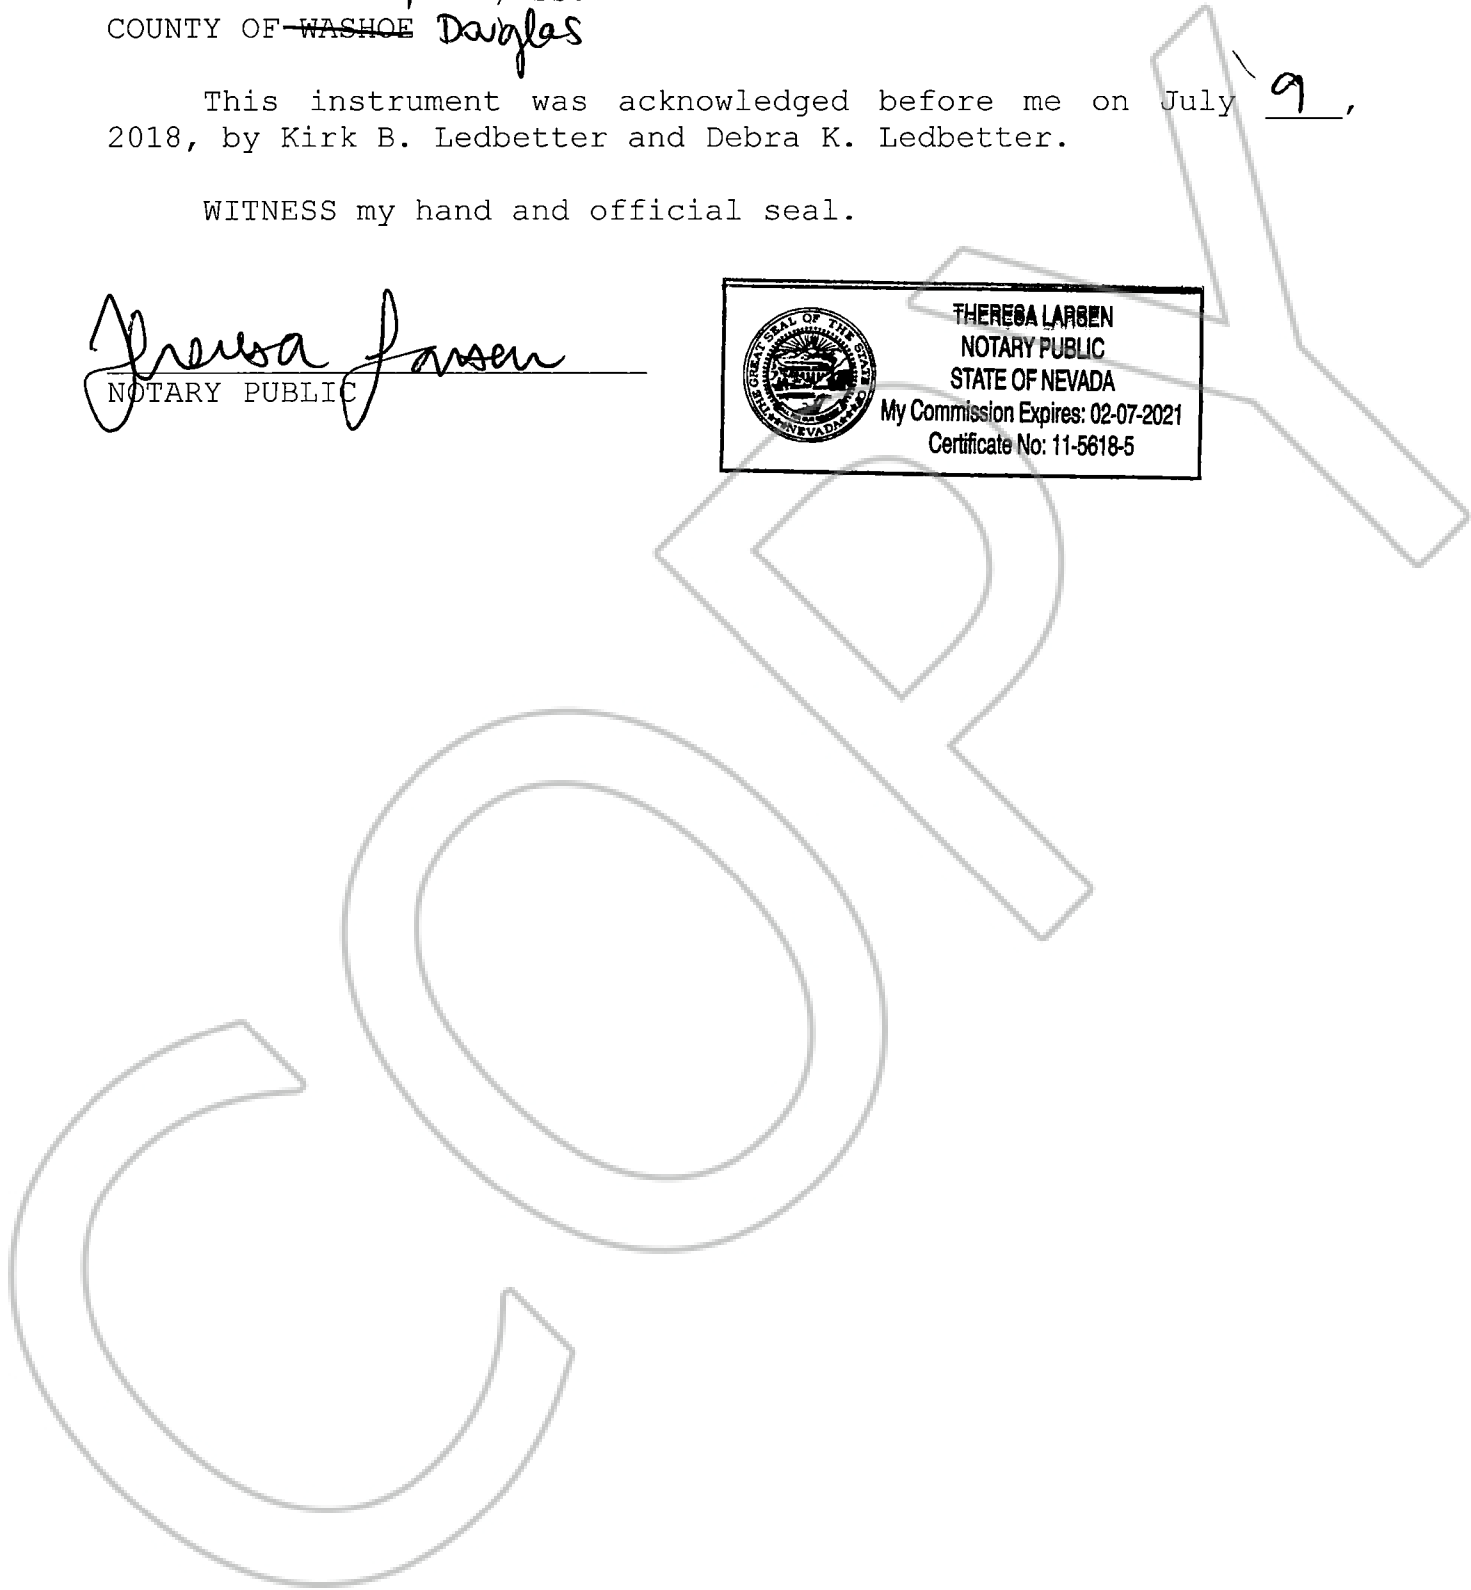 COUNTY OF WASHOE Douglas
This instrument was acknowledged before me on July 9,
2018, by Kirk B. Ledbetter and Debra K. Ledbetter.
WITNESS my hand and official seal.
Theresa Larsen
NOTARY PUBLIC
THE GREAT SEAL OF THE STATE OF NEVADA
THERESA LARSEN
NOTARY PUBLIC
STATE OF NEVADA
My Commission Expires: 02-07-2021
Certificate No: 11-5618-5
COPY